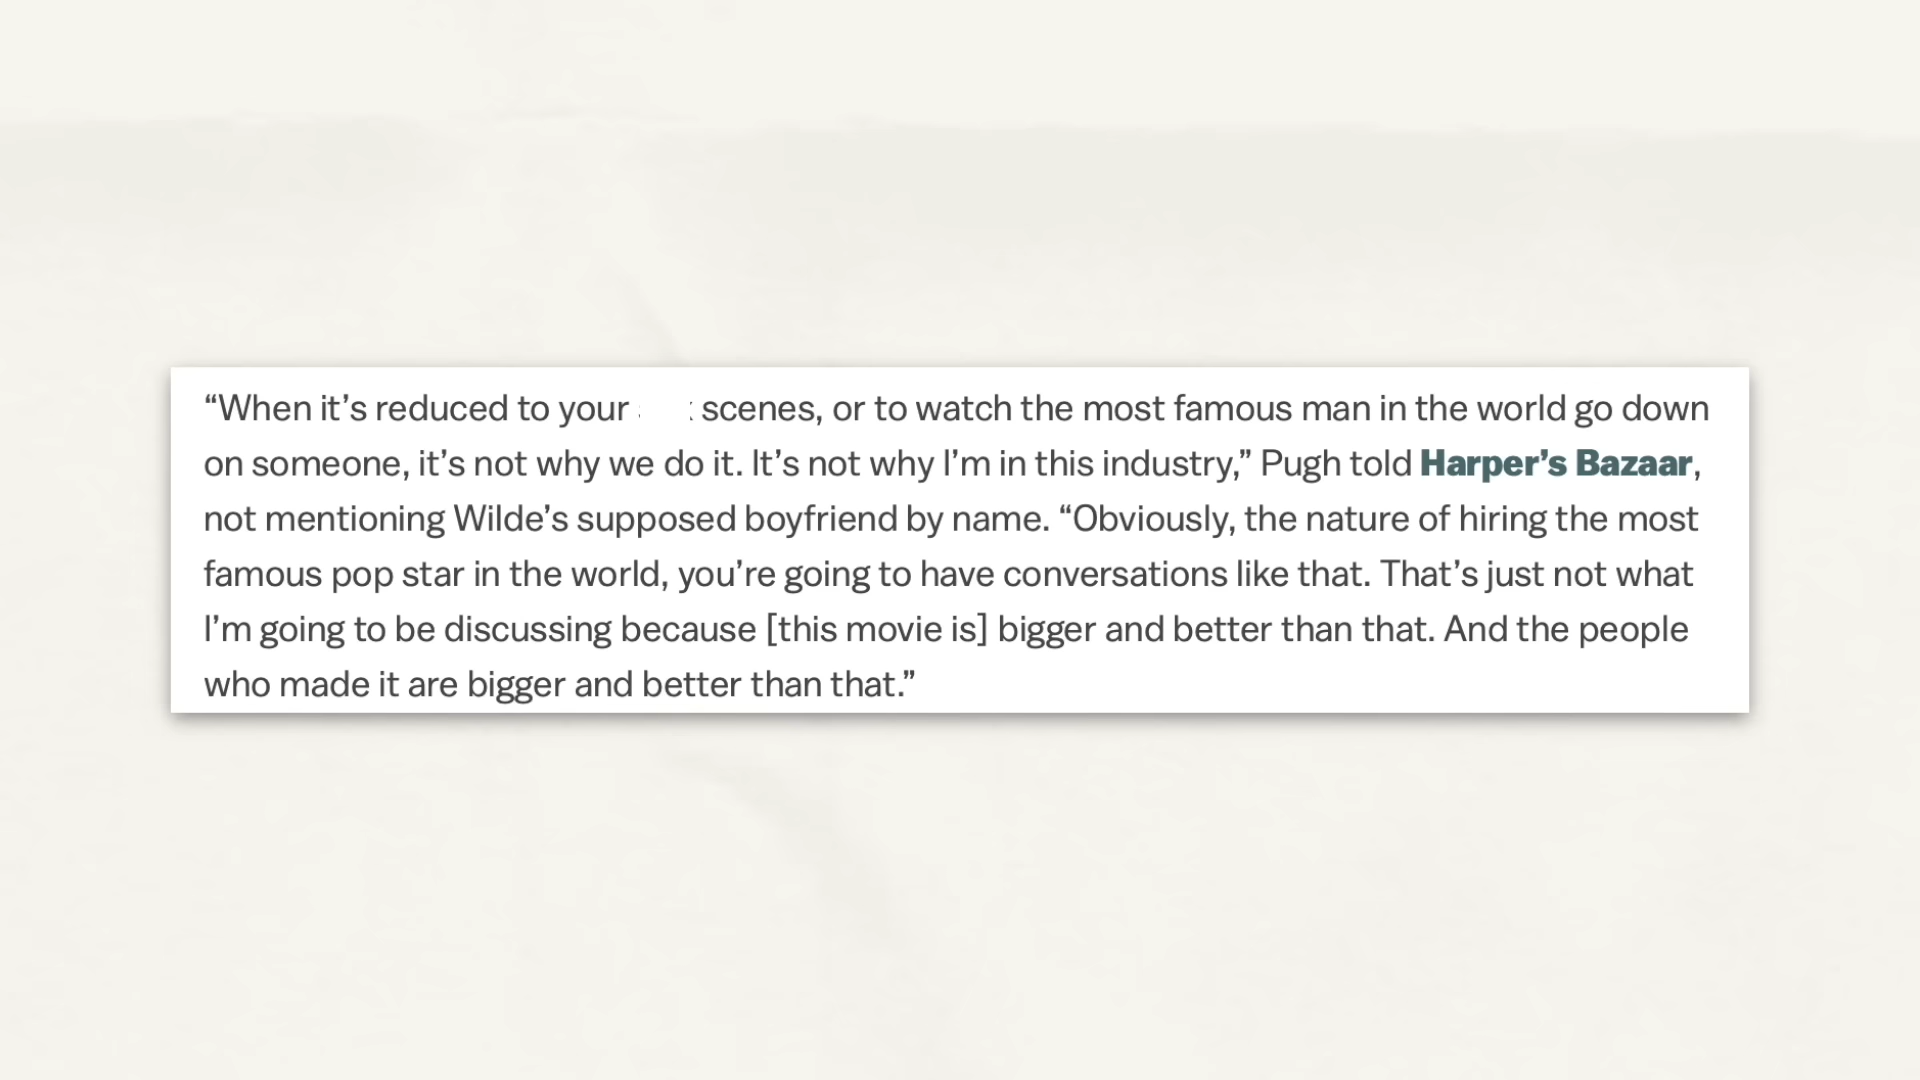 “When it’s reduced to your scenes, or to watch the most famous man in the world go down
on someone, it’s not why we do it. It’s not why I’m in this industry,” Pugh told Harper’s Bazaar,
not mentioning Wilde’s supposed boyfriend by name. “Obviously, the nature of hiring the most
famous pop star in the world, you’re going to have conversations like that. That’s just not what
I’m going to be discussing because [this movie is] bigger and better than that. And the people
who made it are bigger and better than that.”